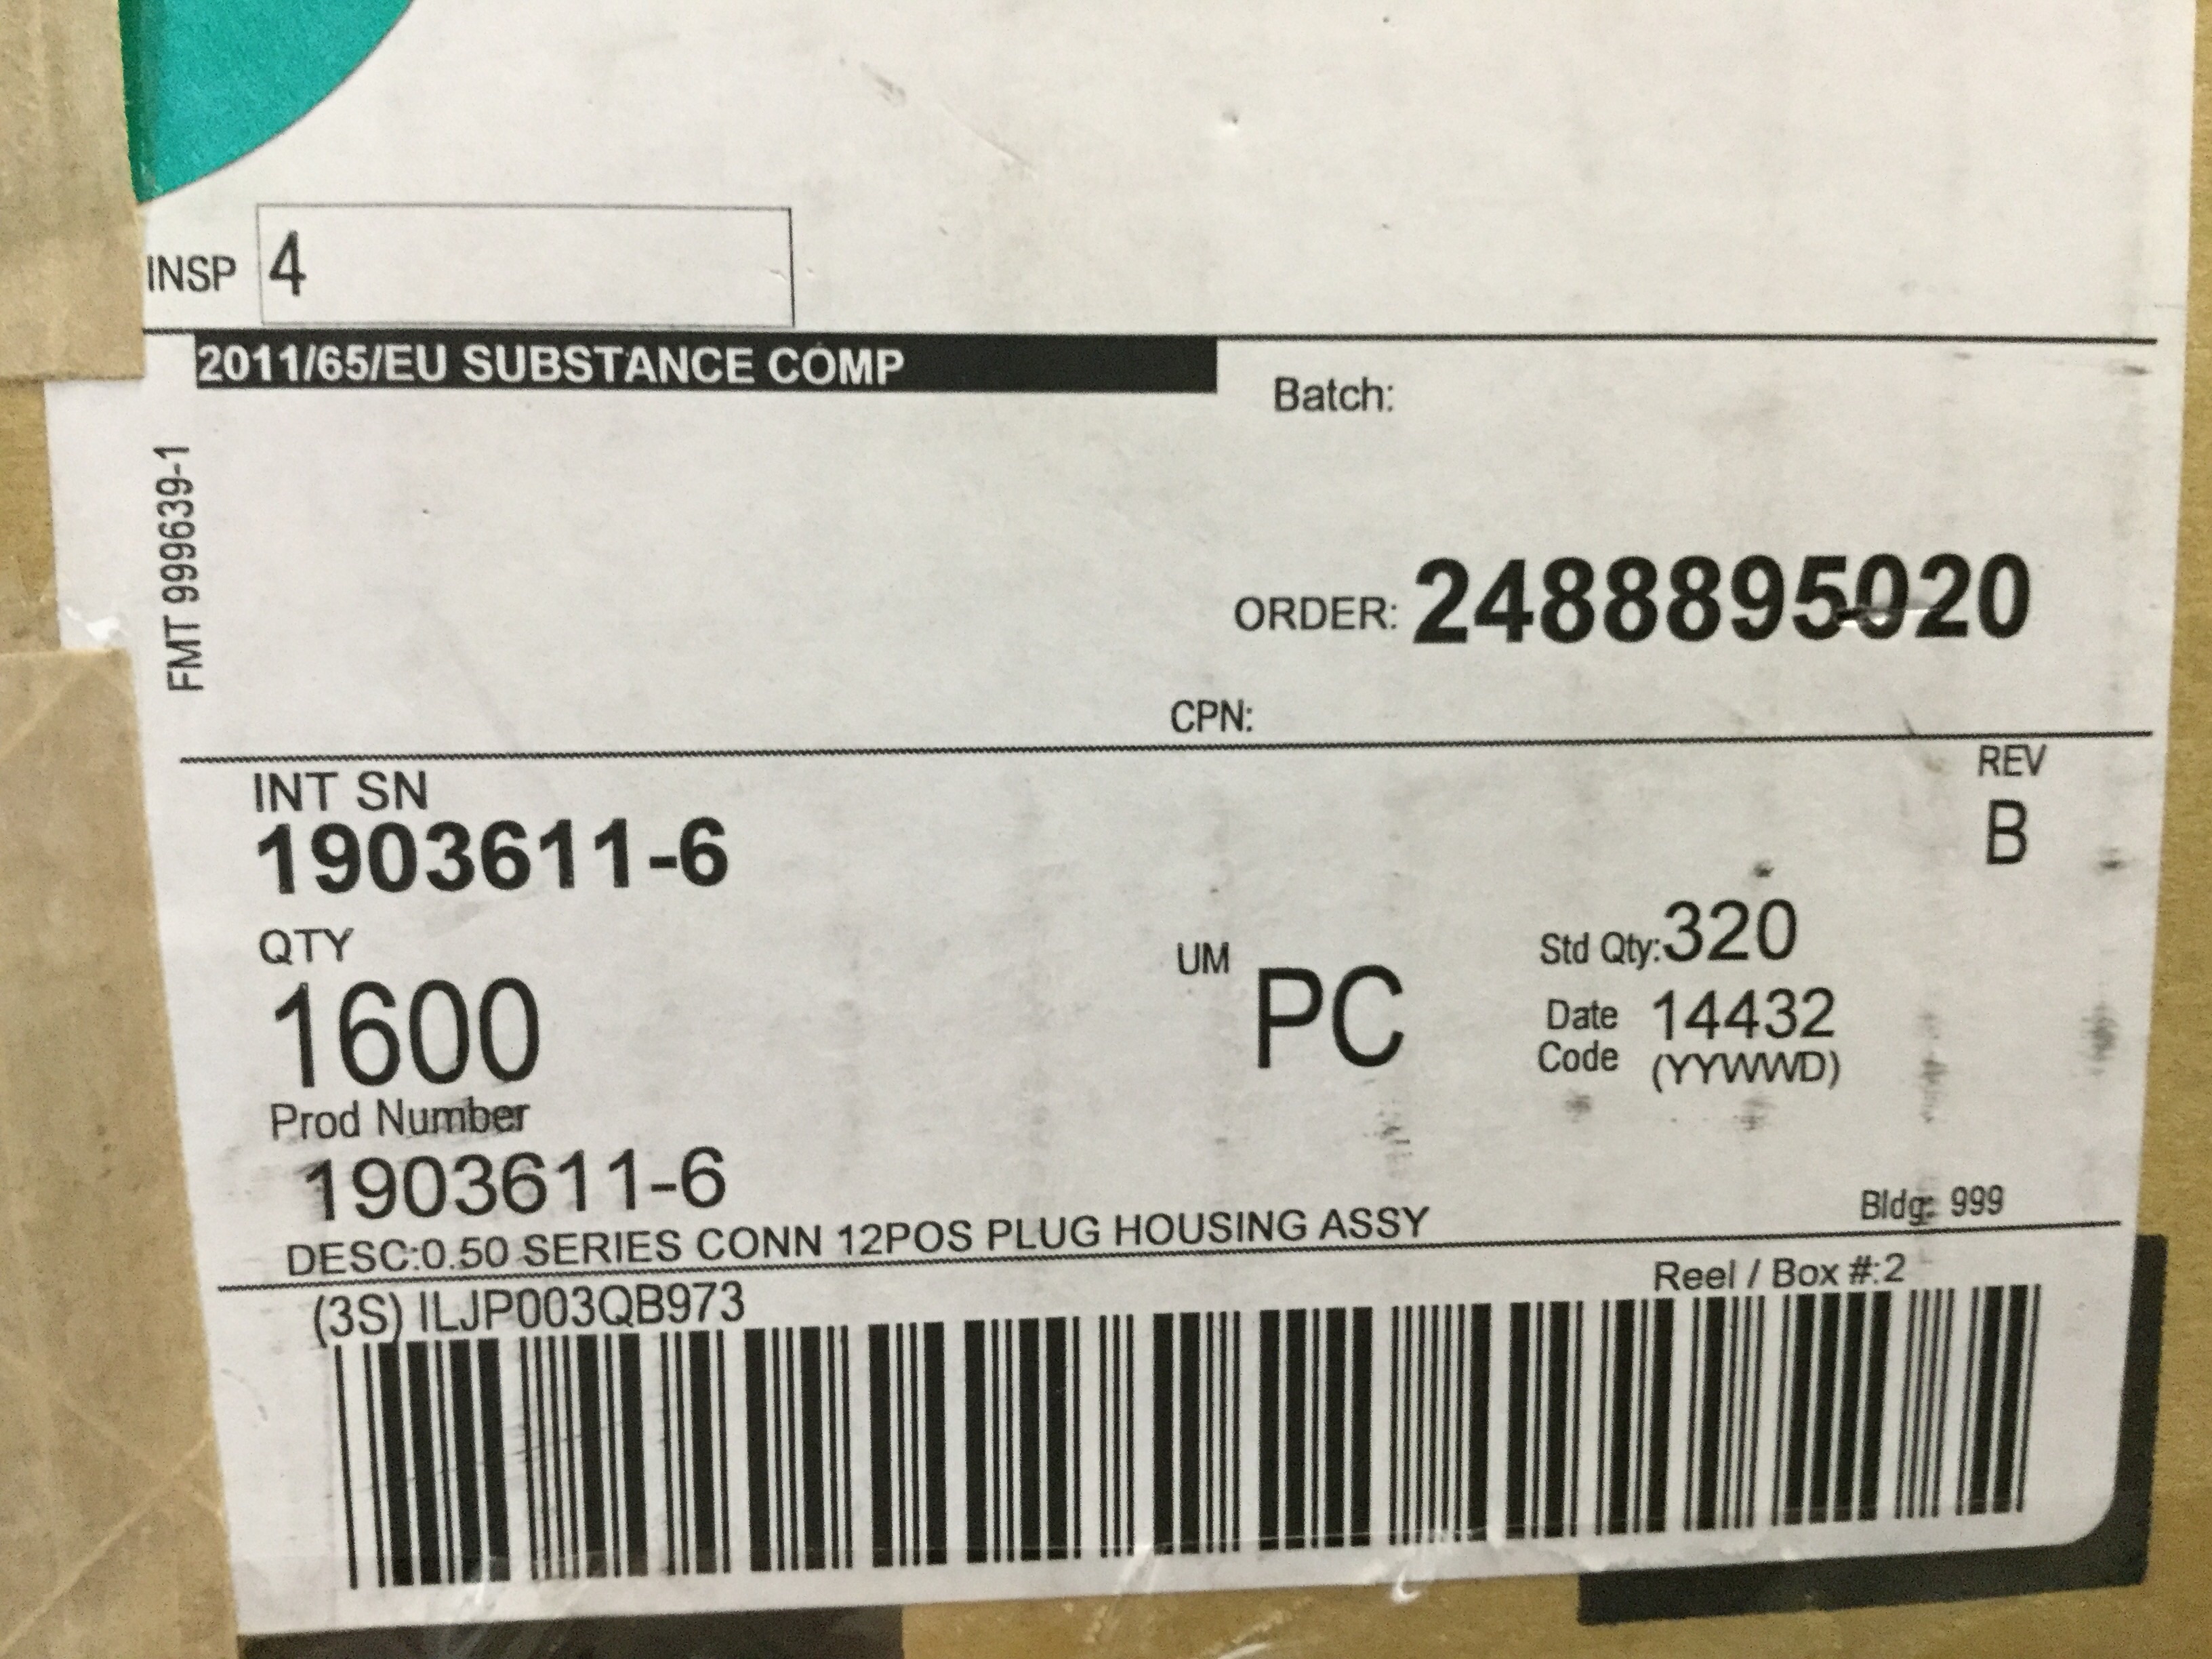 INSP 4
2011/65/EU SUBSTANCE COMP
Batch:
FMT 999639-1
ORDER: 2488895020
CPN:
REV
B
INT SN
1903611-6
QTY
1600
UM PC
Std Qty:320
Date Code 14432
(YYWWD)
Prod Number
1903611-6
Bldg: 999
DESC:0.50 SERIES CONN 12POS PLUG HOUSING ASSY
Reel / Box #:2
(3S) ILJP003QB973